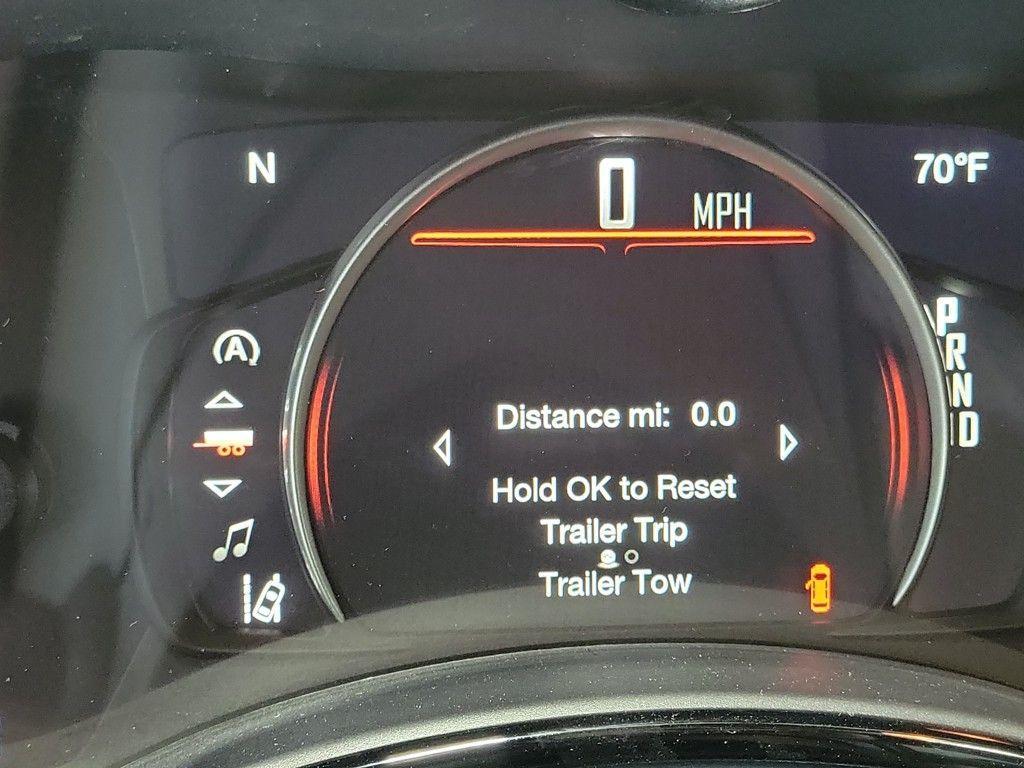 N
0 MPH
70°F
A
P
R
N
D
Distance mi: 0.0
Hold OK to Reset
Trailer Trip
Trailer Tow